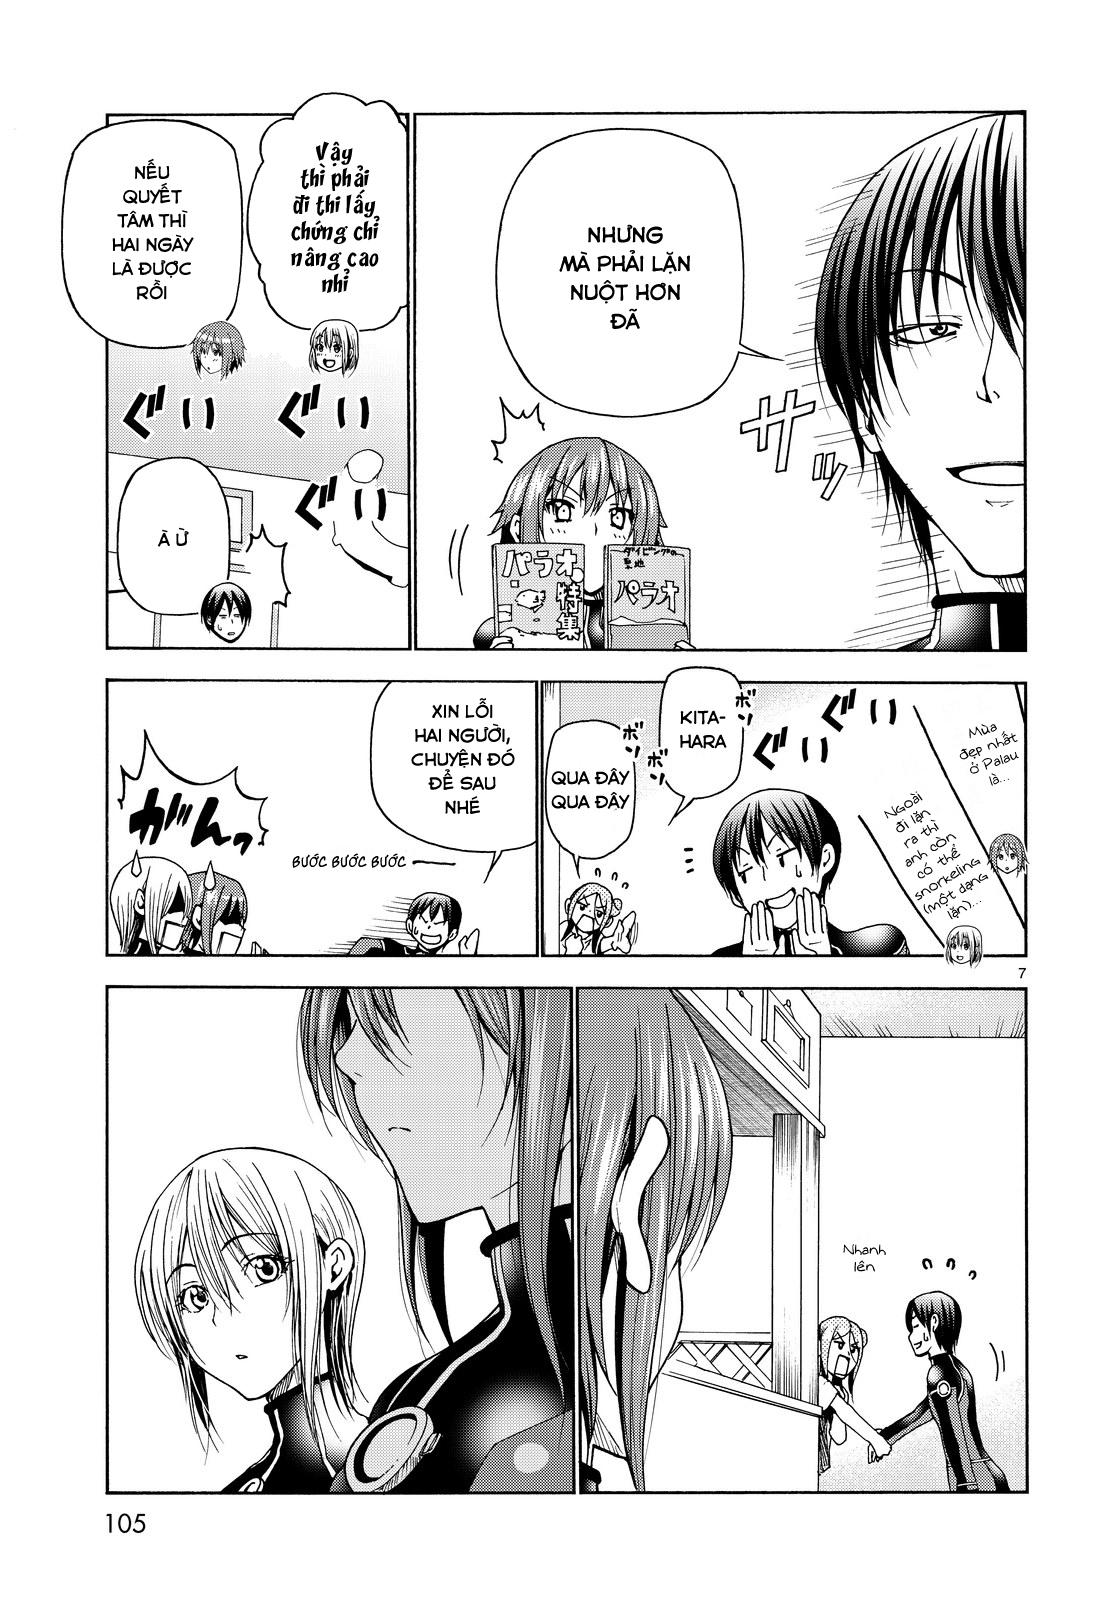 NHƯNG
MÀ PHẢI LẶN
NUỘT HƠN
ĐÃ
サッ
パラオ
特集
ダイビングの
聖地
パラオ
Vậy
thì phải
đi thi lấy
chứng chỉ
nâng cao
nhỉ
NẾU
QUYẾT
TÂM THÌ
HAI NGÀY
LÀ ĐƯỢC
RỒI
ぐい
ぐい
ぐい
À Ừ
Mùa
đẹp nhất
ở Palau
là...
Ngoài
đi lặn
ra thì
anh còn
có thể
snorkeling
(một dạng
lặn)...
ぐい
ぐい
KITA-
HARA
ボソ
ボソ
QUA ĐÂY
QUA ĐÂY
XIN LỖI
HAI NGƯỜI,
CHUYỆN ĐÓ
ĐỂ SAU
NHÉ
BƯỚC BƯỚC BƯỚC
がんっ
7
Nhanh
lên
105